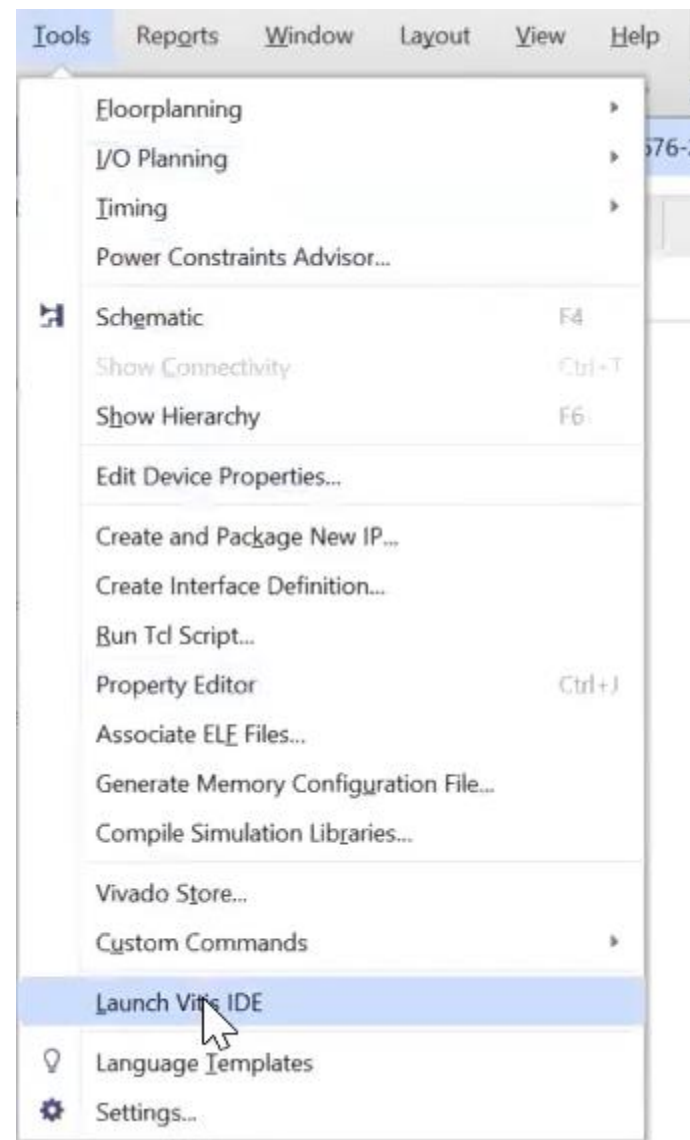 Tools Reports Window Layout View Help
Floorplanning
I/O Planning
Timing
Power Constraints Advisor...
Schematic F4
Show Connectivity Ctrl+T
Show Hierarchy F6
Edit Device Properties...
Create and Package New IP...
Create Interface Definition...
Run Tcl Script...
Property Editor Ctrl+J
Associate ELF Files...
Generate Memory Configuration File...
Compile Simulation Libraries...
Vivado Store...
Custom Commands
Launch Vitis IDE
Language Templates
Settings...